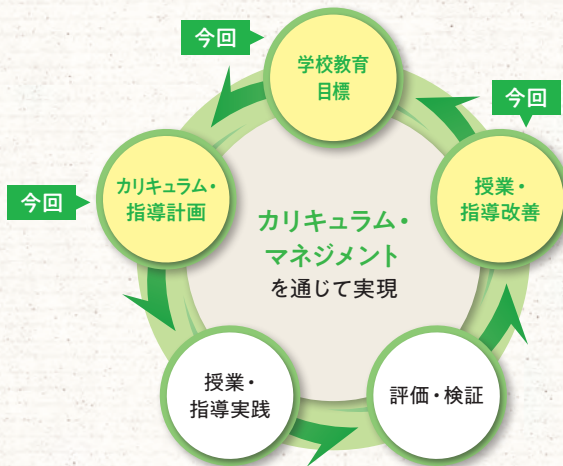 今回
学校教育
目標
今回
授業・
指導改善
今回
カリキュラム・
指導計画
カリキュラム・
マネジメント
を通じて実現
授業・
指導実践
評価・検証